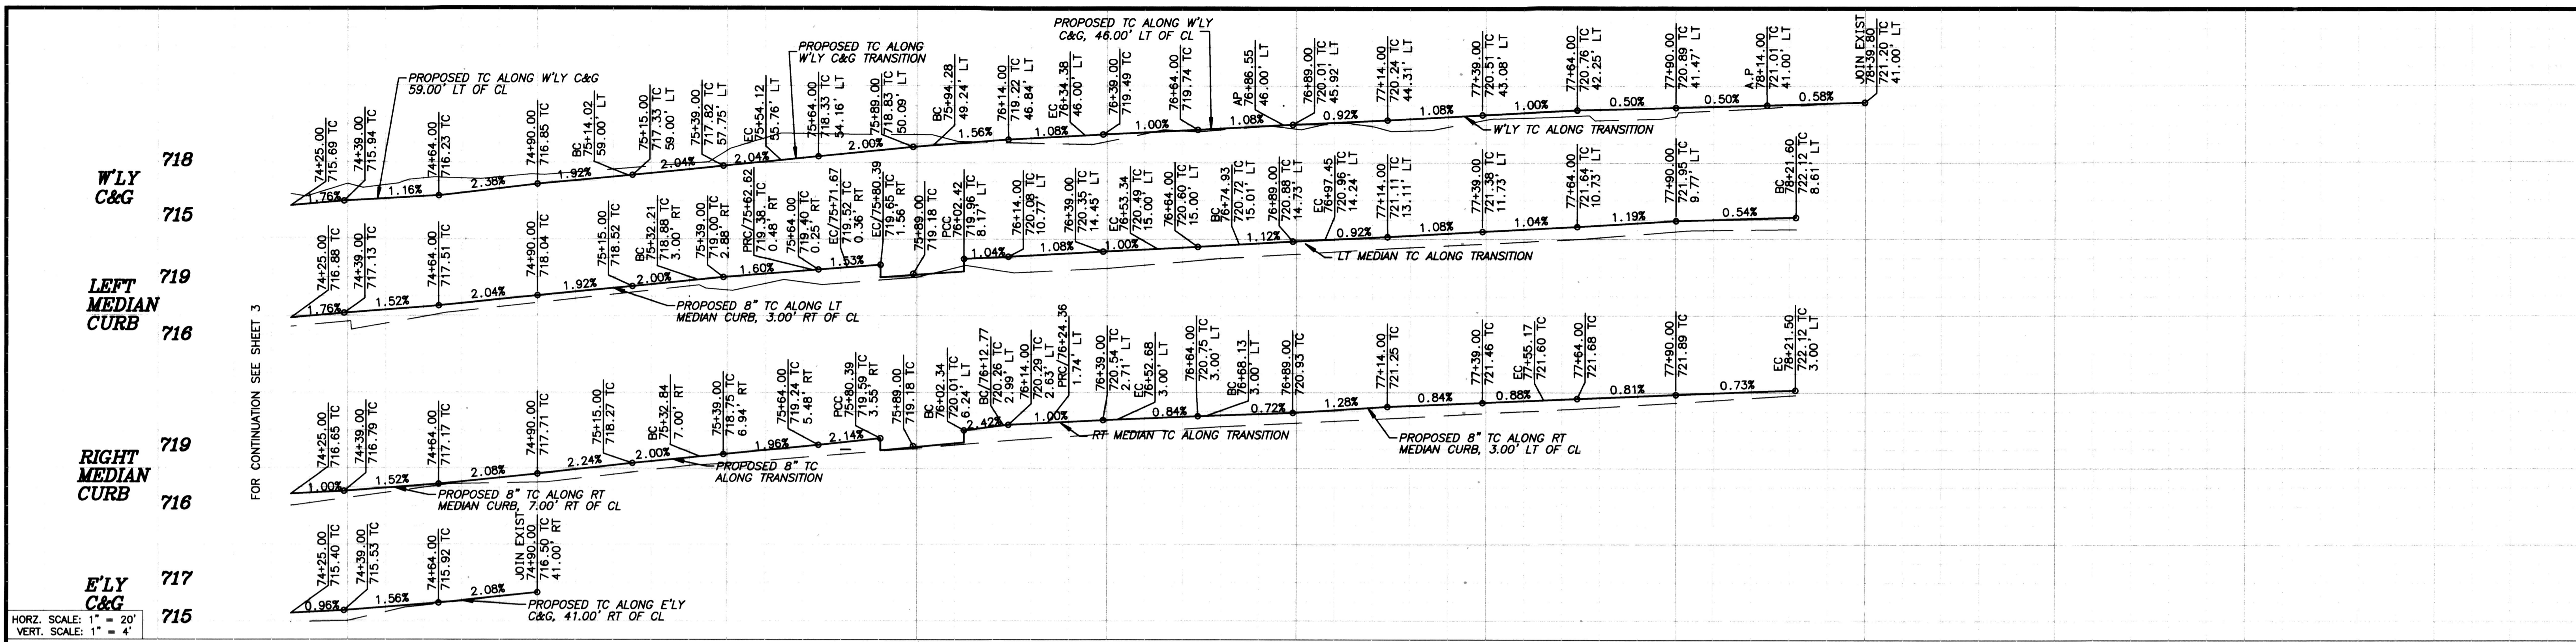 W'LY
C&G
718
715
74+25.00
715.69 TC
74+39.00
715.94 TC
PROPOSED TC ALONG W'LY C&G
59.00' LT OF CL
74+64.00
716.23 TC
74+90.00
716.85 TC
BC
75+14.02
59.00' LT
75+15.00
717.33 TC
59.00' LT
75+39.00
717.82 TC
57.75' LT
EC
75+54.12
55.76' LT
PROPOSED TC ALONG
W'LY C&G TRANSITION
75+64.00
718.33 TC
54.16' LT
75+89.00
718.83 TC
50.09' LT
BC
75+94.28
49.24' LT
76+14.00
719.22 TC
46.84' LT
EC
76+34.38
46.00' LT
76+39.00
719.49 TC
PROPOSED TC ALONG W'LY
C&G, 46.00' LT OF CL
76+64.00
719.74 TC
AP
76+86.55
46.00' LT
76+89.00
720.01 TC
45.92' LT
77+14.00
720.24 TC
44.31' LT
77+39.00
720.51 TC
43.08' LT
77+64.00
720.76 TC
42.25' LT
77+90.00
720.89 TC
41.47' LT
A.P
78+14.00
721.01 TC
41.00' LT
JOIN EXIST
78+39.80
721.20 TC
41.00' LT
1.76%
1.16%
2.38%
1.92%
2.04%
2.04%
2.00%
1.56%
1.08%
1.00%
1.08%
0.92%
1.08%
1.00%
0.50%
0.50%
0.58%
W'LY TC ALONG TRANSITION
LEFT
MEDIAN
CURB
719
716
FOR CONTINUATION SEE SHEET 3
74+25.00
716.88 TC
74+39.00
717.13 TC
74+64.00
717.51 TC
74+90.00
718.04 TC
75+15.00
718.52 TC
BC
75+32.21
718.88 TC
3.00' RT
75+39.00
719.00 TC
2.88' RT
PRC/75+62.62
719.38.
0.48' RT
75+64.00
719.40 TC
0.25' RT
EC/75+71.67
719.52 TC
0.36' RT
EC/75+80.39
719.65 TC
1.56' RT
75+89.00
719.18 TC
PCC
76+02.42
719.96 TC
8.17' LT
76+14.00
720.08 TC
10.77' LT
76+39.00
720.35 TC
14.45' LT
EC
76+53.34
720.49 TC
15.00' LT
76+64.00
720.60 TC
15.00' LT
BC
76+74.93
720.72 TC
15.01' LT
76+89.00
720.88 TC
14.73' LT
EC
76+97.45
720.96 TC
14.24' LT
77+14.00
721.11 TC
13.11' LT
77+39.00
721.38 TC
11.73' LT
77+64.00
721.64 TC
10.73' LT
77+90.00
721.95 TC
9.77' LT
BC
78+21.60
722.12 TC
8.61' LT
1.76%
1.52%
2.04%
1.92%
2.00%
1.60%
1.53%
1.04%
1.08%
1.00%
1.12%
0.92%
1.08%
1.04%
1.19%
0.54%
PROPOSED 8" TC ALONG LT
MEDIAN CURB, 3.00' RT OF CL
LT MEDIAN TC ALONG TRANSITION
RIGHT
MEDIAN
CURB
719
716
74+25.00
716.65 TC
74+39.00
716.79 TC
74+64.00
717.17 TC
74+90.00
717.71 TC
75+15.00
718.27 TC
BC
75+32.84
7.00' RT
75+39.00
718.75 TC
6.94' RT
75+64.00
719.24 TC
5.48' RT
PCC
75+80.39
719.59 TC
3.55' RT
75+89.00
719.18 TC
BC
76+02.34
720.01 TC
6.24' LT
BC/76+12.77
720.26 TC
2.99' LT
76+14.00
720.29 TC
2.63' LT
PRC/76+24.36
1.74' LT
76+39.00
720.54 TC
2.71' LT
EC
76+52.68
3.00' LT
76+64.00
720.75 TC
3.00' LT
BC
76+68.13
3.00' LT
76+89.00
720.93 TC
77+14.00
721.25 TC
77+39.00
721.46 TC
EC
77+55.17
721.60 TC
77+64.00
721.68 TC
77+90.00
721.89 TC
EC
78+21.50
722.12 TC
3.00' LT
1.00%
1.52%
2.08%
2.24%
2.00%
1.96%
2.14%
2.42%
1.00%
0.84%
0.72%
1.28%
0.84%
0.88%
0.81%
0.73%
PROPOSED 8" TC ALONG RT
MEDIAN CURB, 7.00' RT OF CL
PROPOSED 8" TC
ALONG TRANSITION
RT MEDIAN TC ALONG TRANSITION
PROPOSED 8" TC ALONG RT
MEDIAN CURB, 3.00' LT OF CL
E'LY
C&G
717
715
74+25.00
715.40 TC
74+39.00
715.53 TC
74+64.00
715.92 TC
JOIN EXIST
74+90.00
716.50 TC
41.00' RT
0.96%
1.56%
2.08%
PROPOSED TC ALONG E'LY
C&G, 41.00' RT OF CL
HORZ. SCALE: 1" = 20'
VERT. SCALE: 1" = 4'